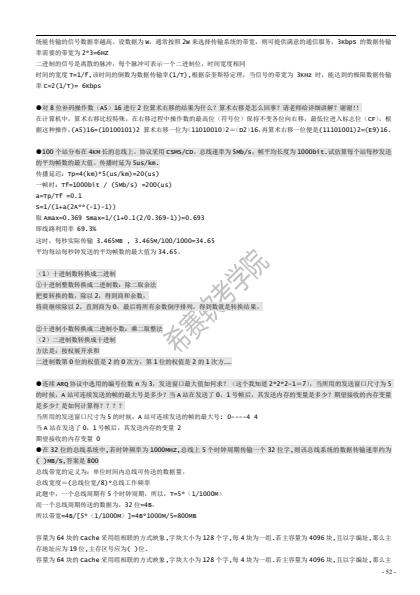 统能传输的信号数据率越高。设数据为 W，通常按照 2W 来选择传输系统的带宽，则可提供满意的通信服务，3kbps 的数据传输
率需要的带宽为 2*3=6HZ
二进制的信号是离散的脉冲，每个脉冲可表示一个二进制位，时间宽度相同
时间的宽度 T=1/f,该时间的倒数为数据传输率(1/T),根据奈奎斯特定理，当信号的带宽为 3KHZ 时，能达到的极限数据传输
率 C=2(1/T)= 6kbps
●对 8 位补码操作数（A5）16 进行 2 位算术右移的结果为什么？算术右移是怎么回事？请老师给详细讲解？谢谢!!
在计算机中，算术右移比较特殊，在右移过程中操作数的最高位（符号位）保持不变各位向右移，最低位进入标志位（CF）。根
据这种操作,(A5)16=(10100101)2 算术右移一位为(11010010)2=(D2)16.再算术右移一位便是(11101001)2=(E9)16.
●100 个站分布在 4KM 长的总线上，协议采用 CSMS/CD。总线速率为 5Mb/s，帧平均长度为 1000bit.试估算每个站每秒发送
的平均帧数的最大值。传播时延为 5us/km.
传播迟延：Tp=4(km)*5(us/km)=20(us)
一帧时：Tf=1000bit / (5Mb/s) =200(us)
a=Tp/Tf =0.1
S=1/(1+a(2A**(-1)-1))
取 Amax=0.369 Smax=1/(1+0.1(2/0.369-1))=0.693
即线路利用率 69.3%
这时，每秒实际传输 3.465MB , 3.465M/100/1000=34.65
平均每站每秒钟发送的平均帧数的最大值为 34.65。
（1）十进制数转换成二进制
①十进制整数转换成二进制数：除二取余法
把要转换的数，除以 2，得到商和余数。
将商继续除以 2，直到商为 0。最后将所有余数倒序排列，得到数就是转换结果。
②十进制小数转换成二进制小数：乘二取整法
（2）二进制数转换成十进制
方法是：按权展开求和
二进制数第 0 位的权值是 2 的 0 次方，第 1 位的权值是 2 的 1 次方……
●连续 ARQ 协议中选用的编号位数 n 为 3，发送窗口最大值如何求？（这个我知道 2*2*2-1=7），当所用的发送窗口尺寸为 5
的时候，A 站可连续发送的帧的最大号是多少？当 A 站在发送了 0、1 号帧后，其发送内存的变量是多少？期望接收的内存变量
是多少？是如何计算得？？？？
当所用的发送窗口尺寸为 5 的时候，A 站可连续发送的帧的最大号: 0----4 4
当 A 站在发送了 0、1 号帧后，其发送内存的变量 2
期望接收的内存变量 0
●在 32 位的总线系统中,若时钟频率为 1000MHZ,总线上 5 个时钟周期传输一个 32 位字,则该总线系统的数据传输速率约为
( )MB/S,答案是 800
总线带宽的定义为：单位时间内总线可传送的数据量。
总线宽度=（总线位宽/8）*总线工作频率
此题中，一个总线周期有 5 个时钟周期，所以，T=5*（1/1000M）
而一个总线周期传送的数据为，32 位=4B.
所以带宽=4B/[5*（1/1000M）]=4B*1000M/5=800MB
容量为 64 块的 Cache 采用组相联的方式映象,字块大小为 128 个字,每 4 块为一组.若主容量为 4096 块,且以字编址,那么主
存地址应为 19 位,主存区号应为( )位.
容量为 64 块的 Cache 采用组相联的方式映象,字块大小为 128 个字,每 4 块为一组.若主容量为 4096 块,且以字编址,那么主
- 52 -
希赛软考学院